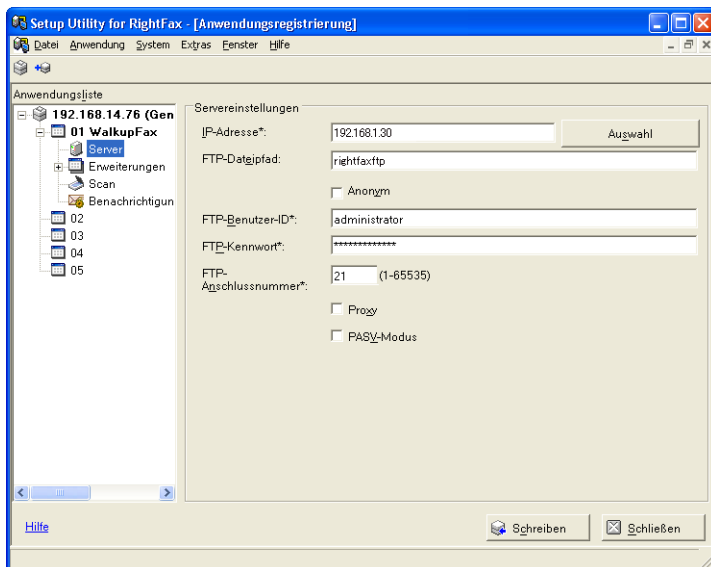 Setup Utility for RightFax - [Anwendungsregistrierung]
Datei Anwendung System Extras Fenster Hilfe
Anwendungsliste
192.168.14.76 (Gen
01 WalkupFax
Server
Erweiterungen
Scan
Benachrichtigun
02
03
04
05
Servereinstellungen
IP-Adresse*: 192.168.1.30 Auswahl
FTP-Dateipfad: rightfaxftp
Anonym
FTP-Benutzer-ID*: administrator
FTP-Kennwort*: *************
FTP-
Anschlussnummer*: 21 (1-65535)
Proxy
PASV-Modus
Hilfe Schreiben Schließen